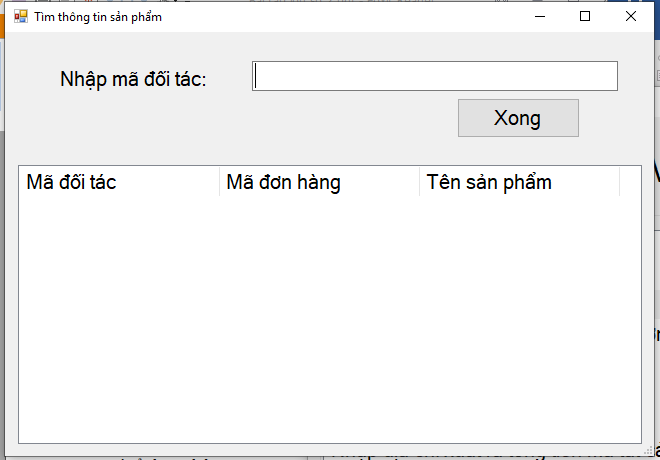 Tìm thông tin sản phẩm
Nhập mã đối tác:
Xong
Mã đối tác Mã đơn hàng Tên sản phẩm